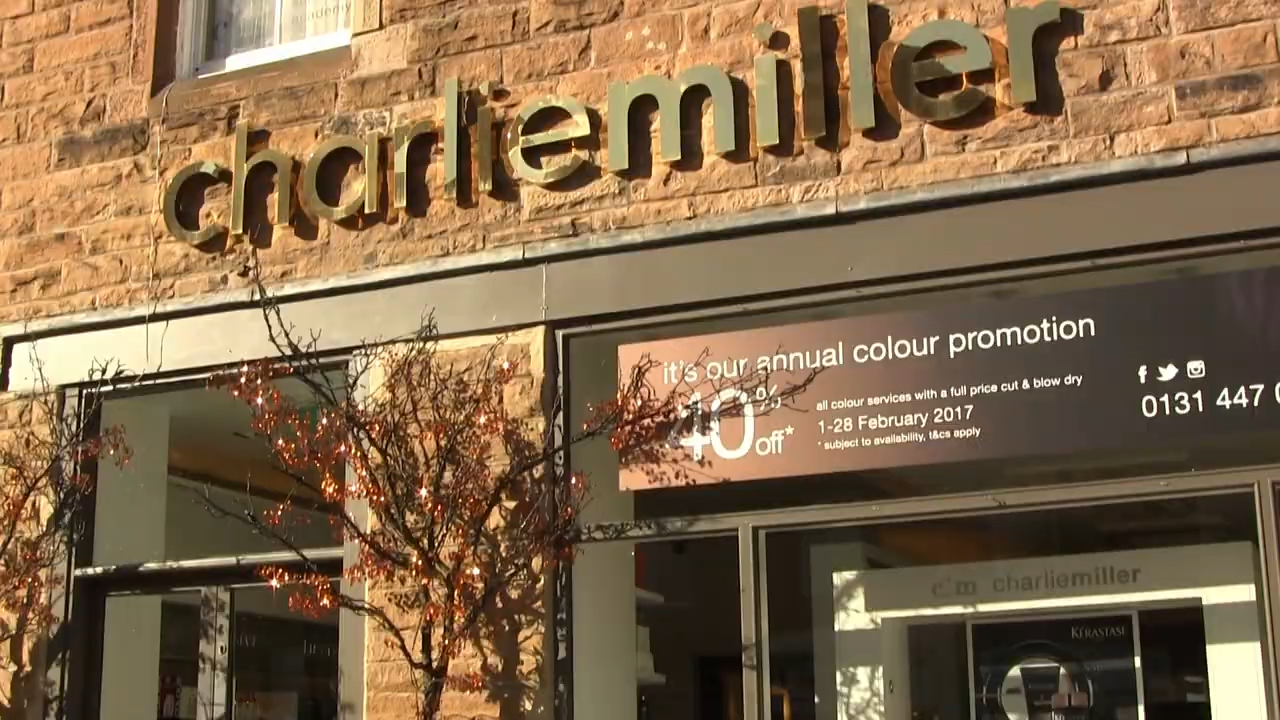 academy
charliemiller
it's our annual colour promotion
40% off*
all colour services with a full price cut & blow dry
1-28 February 2017
* subject to availability, t&cs apply
0131 447
c:m charliemiller
KÉRASTASE